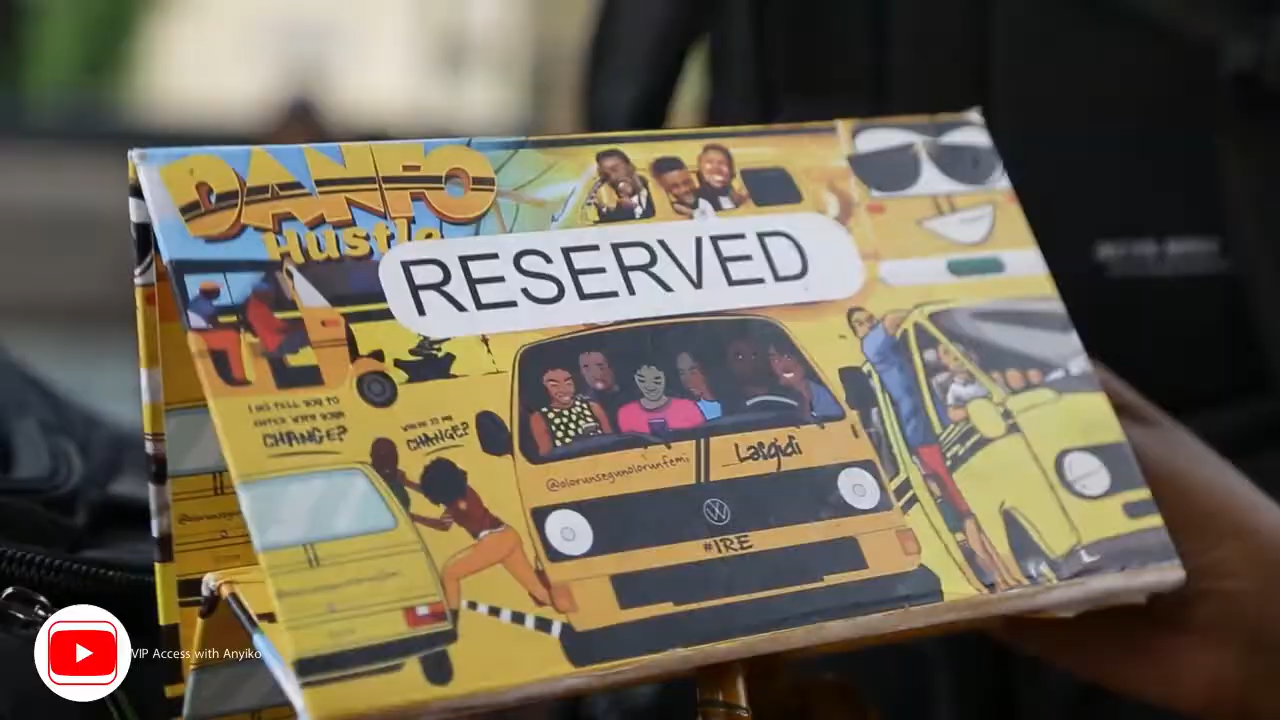 DANFO
Hustle
RESERVED
I NO TELL YOU TO
ENTER WITH YOUR
CHANGE?
WHERE IS MY
CHANGE?
@olorunsegunolorunfemi
Lasgidi
#IRE
VIP Access with Anyiko